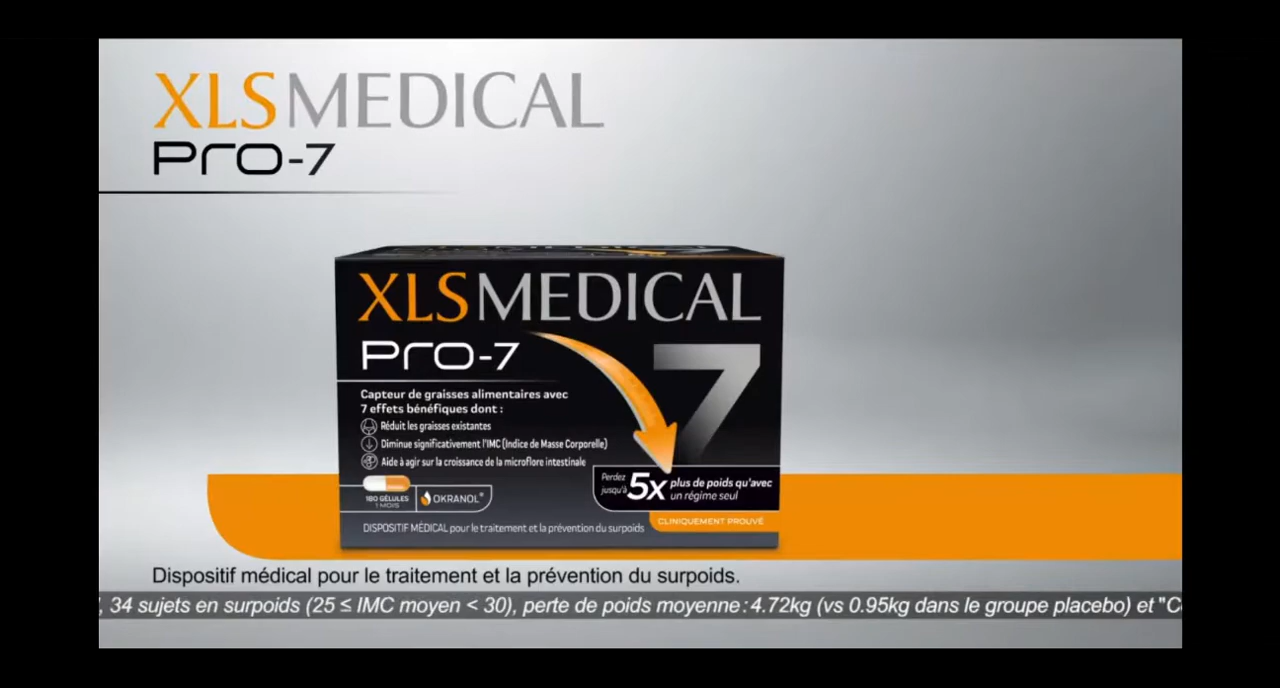 XLS MEDICAL
Pro-7
XLS MEDICAL
Pro-7
7
Capteur de graisses alimentaires avec
7 effets bénéfiques dont :
Réduit les graisses existantes
Diminue significativement l'IMC (Indice de Masse Corporelle)
Aide à agir sur la croissance de la microflore intestinale
Perdez
jusqu'à 5x plus de poids qu'avec
un régime seul
CLINIQUEMENT PROUVÉ
180 GÉLULES
1 MOIS
OKRANOL®
DISPOSITIF MÉDICAL pour le traitement et la prévention du surpoids
Dispositif médical pour le traitement et la prévention du surpoids.
, 34 sujets en surpoids (25 ≤ IMC moyen < 30), perte de poids moyenne : 4.72kg (vs 0.95kg dans le groupe placebo) et "C